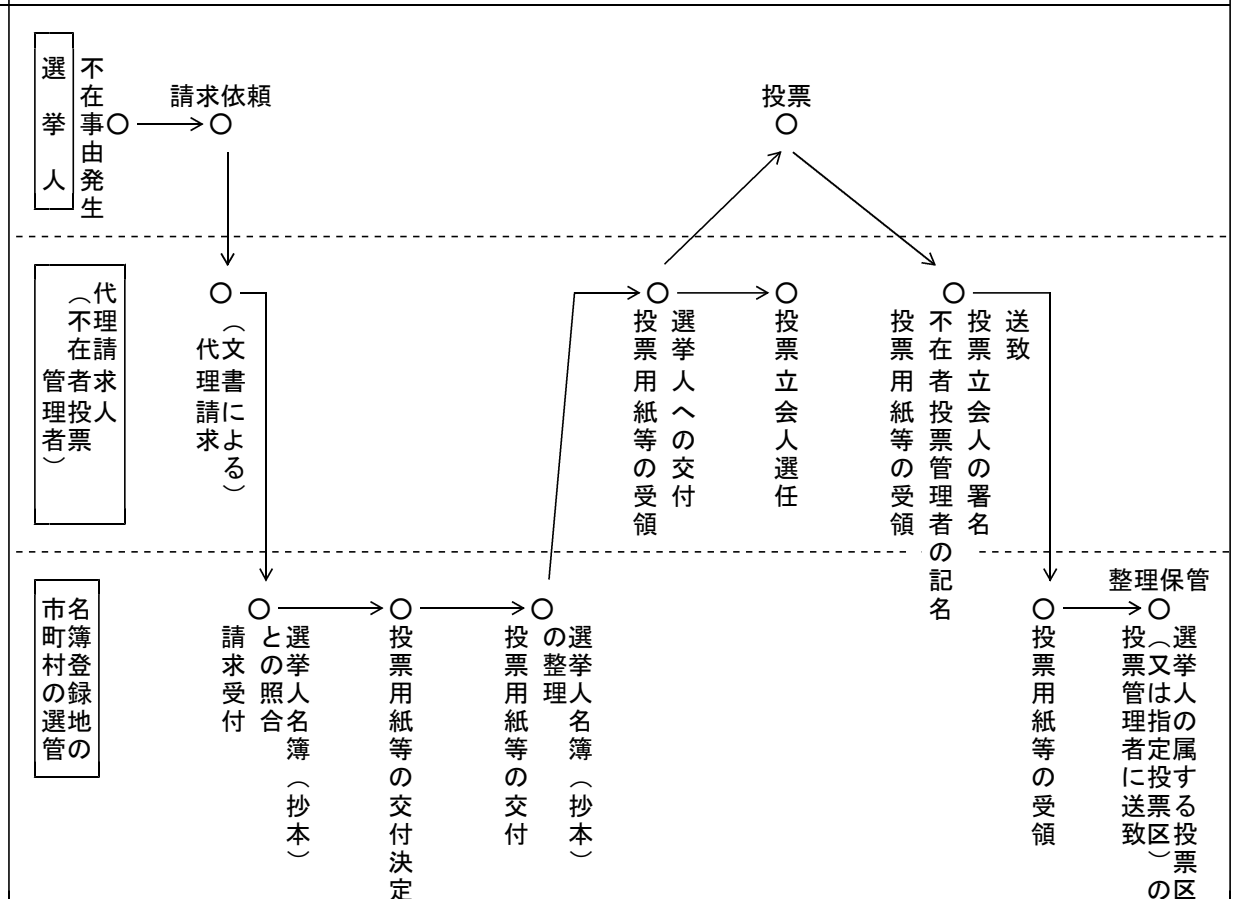 選挙人
不在事由発生
請求依頼
投票
代理請求人
（不在者投票
管理者）
（文書による）
代理請求
選挙人への交付
投票用紙等の受領
投票立会人選任
送致
投票立会人の署名
不在者投票管理者の記名
投票用紙等の受領
名簿登録地の
市町村の選管
選挙人名簿（抄本）
との照合
請求受付
投票用紙等の交付決定
選挙人名簿（抄本）
の整理
投票用紙等の交付
投票用紙等の受領
整理保管
選挙人の属する投票区
（又は指定投票区）の
投票管理者に送致